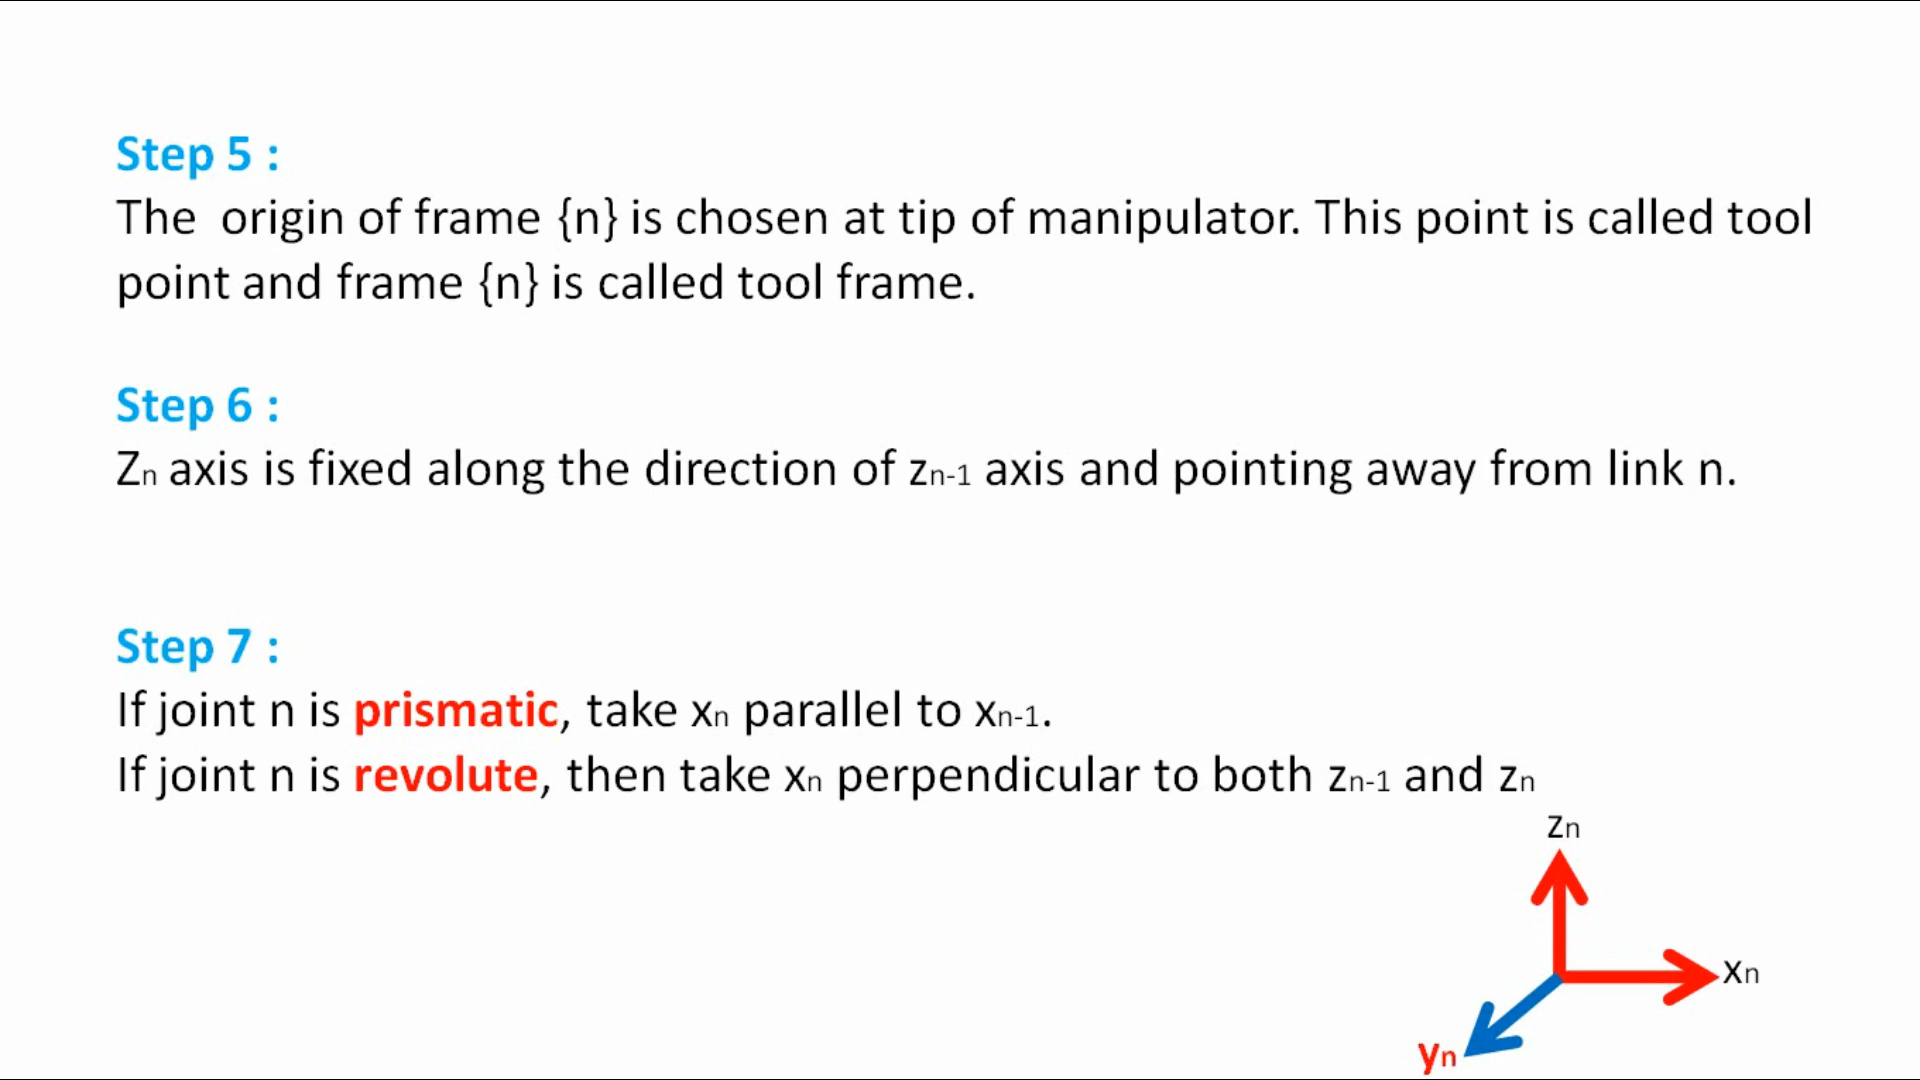 Step 5 :
The  origin of frame {n} is chosen at tip of manipulator. This point is called tool
point and frame {n} is called tool frame.
Step 6 :
Zn axis is fixed along the direction of zn-1 axis and pointing away from link n.
Step 7 :
If joint n is prismatic, take xn parallel to xn-1.
If joint n is revolute, then take xn perpendicular to both zn-1 and zn
zn
xn
yn